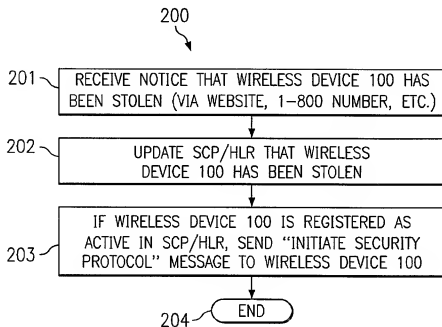 200
201
RECEIVE NOTICE THAT WIRELESS DEVICE 100 HAS
BEEN STOLEN (VIA WEBSITE, 1-800 NUMBER, ETC.)
202
UPDATE SCP/HLR THAT WIRELESS
DEVICE 100 HAS BEEN STOLEN
203
IF WIRELESS DEVICE 100 IS REGISTERED AS
ACTIVE IN SCP/HLR, SEND "INITIATE SECURITY
PROTOCOL" MESSAGE TO WIRELESS DEVICE 100
204
END